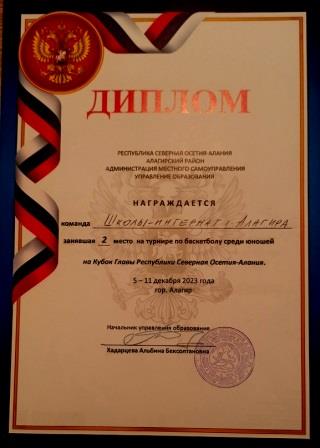 ДИПЛОМ
РЕСПУБЛИКА СЕВЕРНАЯ ОСЕТИЯ-АЛАНИЯ
АЛАГИРСКИЙ РАЙОН
АДМИНИСТРАЦИЯ МЕСТНОГО САМОУПРАВЛЕНИЯ
УПРАВЛЕНИЕ ОБРАЗОВАНИЯ
НАГРАЖДАЕТСЯ
команда Школы-интернат г. Алагира
занявшая 2 место на турнире по баскетболу среди юношей
на Кубок Главы Республики Северная Осетия-Алания.
5 – 11 декабря 2023 года
гор. Алагир
Начальник управления образования
Хадарцева Альбина Бексолтановна